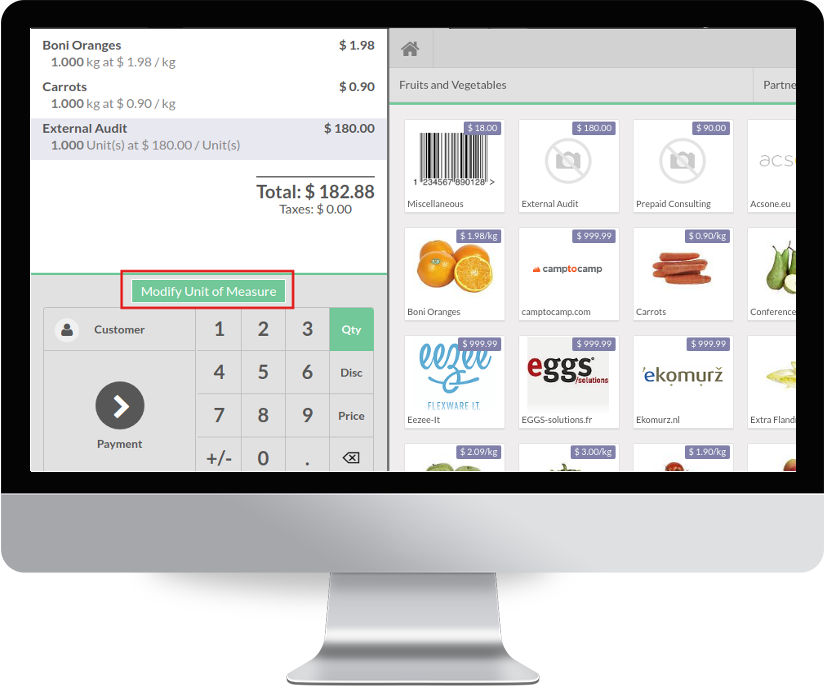 Boni Oranges $ 1.98
1.000 kg at $ 1.98 / kg
Carrots $ 0.90
1.000 kg at $ 0.90 / kg
External Audit $ 180.00
1.000 Unit(s) at $ 180.00 / Unit(s)
Total: $ 182.88
Taxes: $ 0.00
Modify Unit of Measure
Customer 1 2 3 Qty
4 5 6 Disc
7 8 9 Price
Payment
+/- 0 .
Fruits and Vegetables Partne
$ 18.00 $ 180.00 $ 90.00
1 234567 890128 > acso
Miscellaneous External Audit Prepaid Consulting Acsone.eu
$ 1.98/kg $ 999.99 $ 0.90/kg
camptocamp
Boni Oranges camptocamp.com Carrots Conference
$ 999.99 $ 999.99 $ 999.99
eezee eggs ekomurž
/solutions
FLEXWARE I.T.
Eezee-It EGGS-solutions.fr Ekomurz.nl Extra Fland
$ 2.09/kg $ 3.00/kg $ 1.90/kg